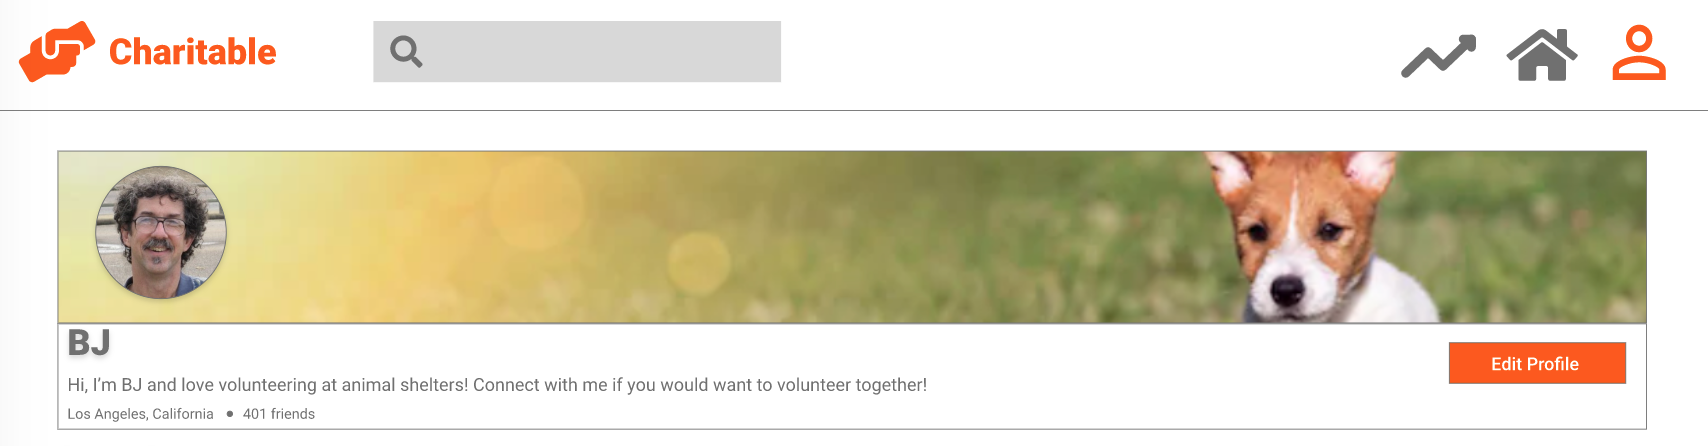 Charitable
BJ
Edit Profile
Hi, I’m BJ and love volunteering at animal shelters! Connect with me if you would want to volunteer together!
Los Angeles, California ● 401 friends